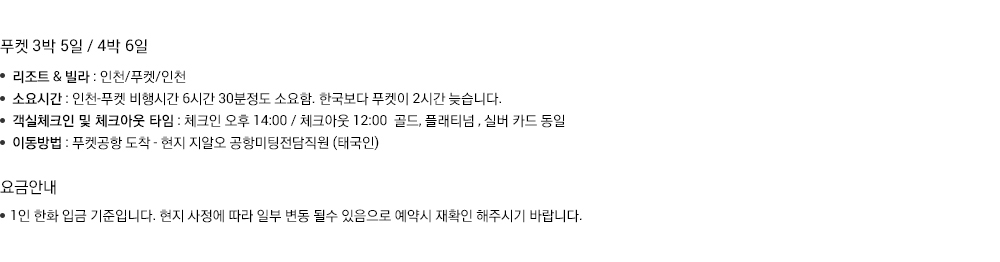 푸켓 3박 5일 / 4박 6일
• 리조트 & 빌라 : 인천/푸켓/인천
• 소요시간 : 인천-푸켓 비행시간 6시간 30분정도 소요함. 한국보다 푸켓이 2시간 늦습니다.
• 객실체크인 및 체크아웃 타임 : 체크인 오후 14:00 / 체크아웃 12:00 골드, 플래티넘 , 실버 카드 동일
• 이동방법 : 푸켓공항 도착 - 현지 지알오 공항미팅전담직원 (태국인)
요금안내
• 1인 한화 입금 기준입니다. 현지 사정에 따라 일부 변동 될수 있음으로 예약시 재확인 해주시기 바랍니다.